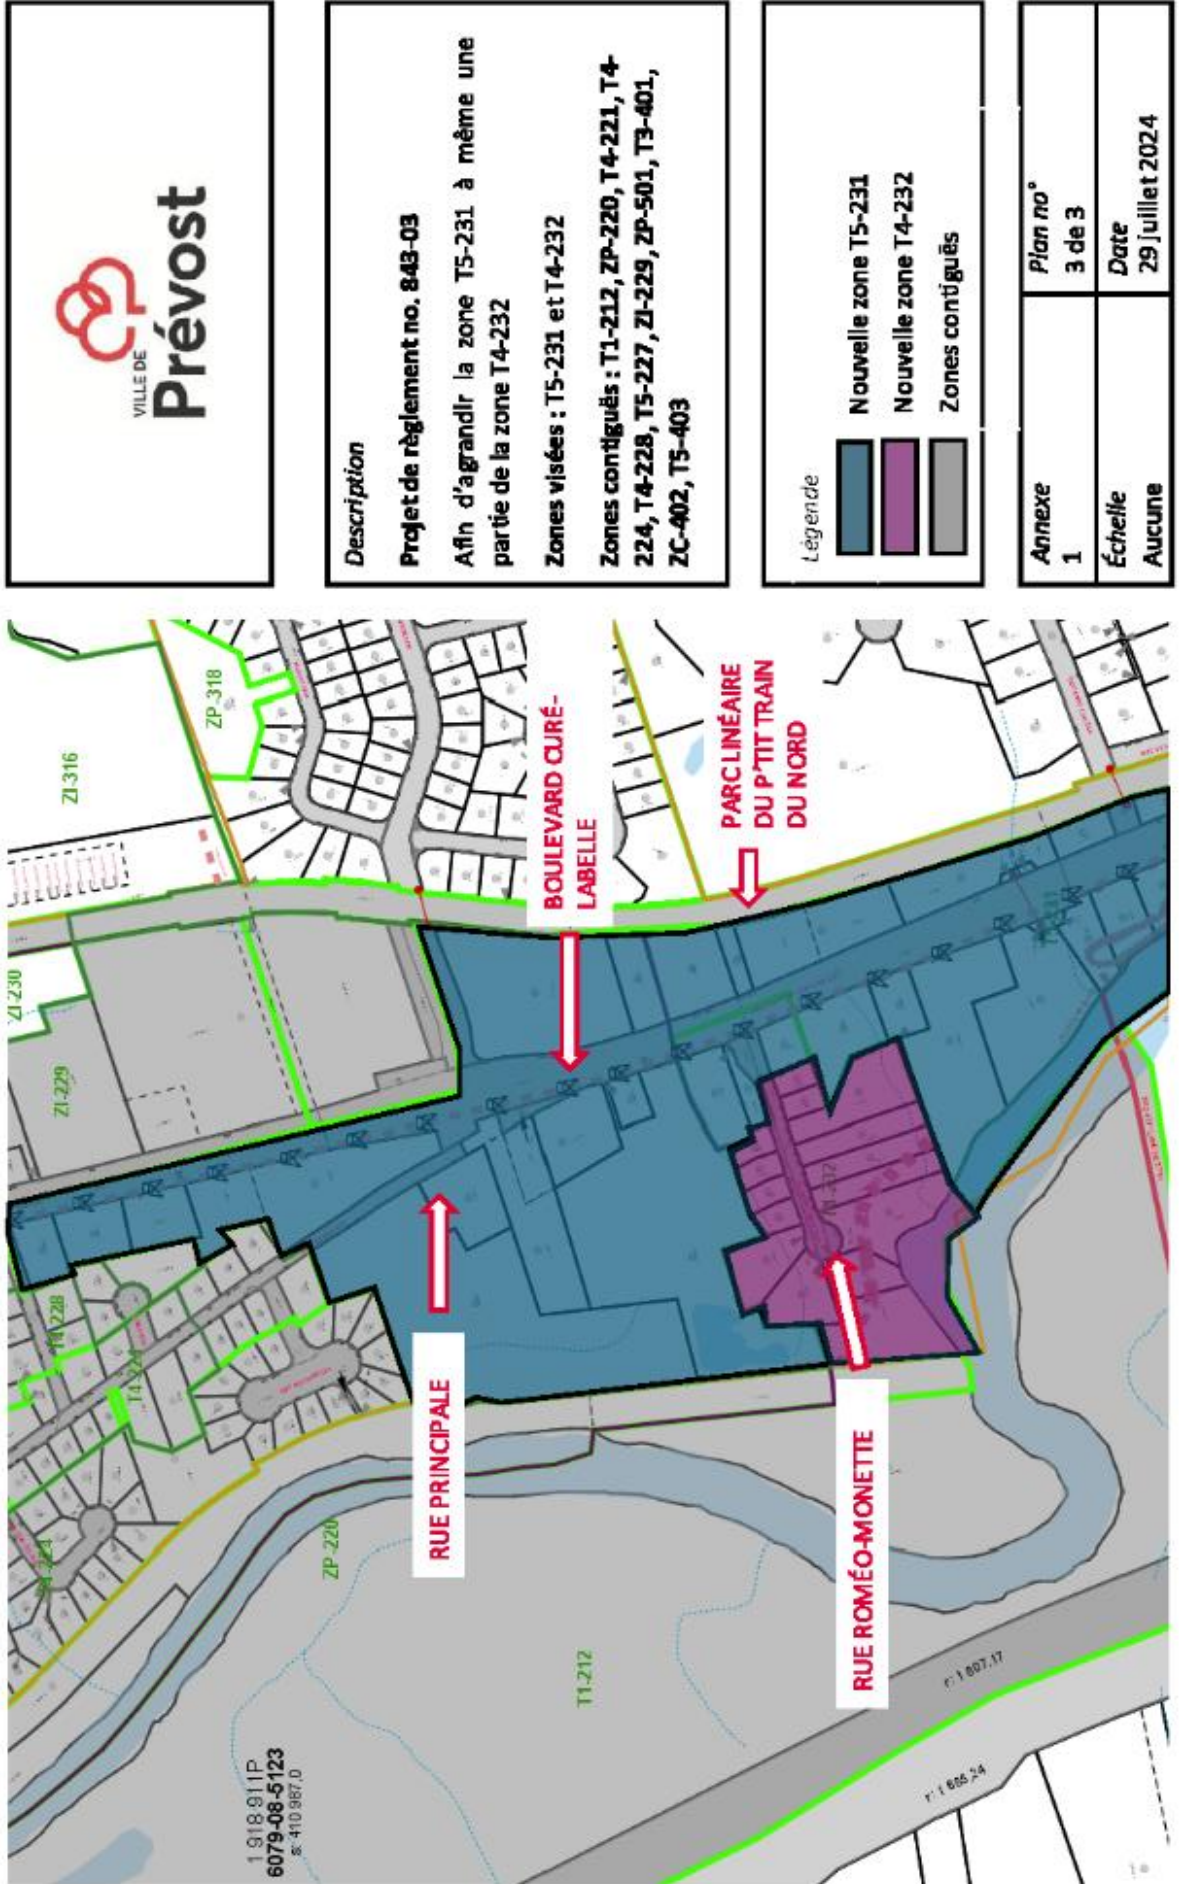 VILLE DE
Prévost
Description
Projet de règlement no. 843-03
Afin d'agrandir la zone T5-231 à même une
partie de la zone T4-232
Zones visées : T5-231 et T4-232
Zones contiguës : T1-212, ZP-220, T4-221, T4-
224, T4-228, T5-227, ZI-229, ZP-501, T3-401,
ZC-402, T5-403
Légende
Nouvelle zone T5-231
Nouvelle zone T4-232
Zones contiguës
Annexe
1
Plan no°
3 de 3
Échelle
Aucune
Date
29 juillet 2024
ZI-316
ZP-318
ZI-230
ZI-229
BOULEVARD CURÉ-
LABELLE
PARC LINÉAIRE
DU P'TIT TRAIN
DU NORD
RUE PRINCIPALE
RUE ROMÉO-MONETTE
ZP-220
T1-212
1 918 911P
6079-08-5123
s: 410 987,0
r: 1 807,17
r: 1 685,24